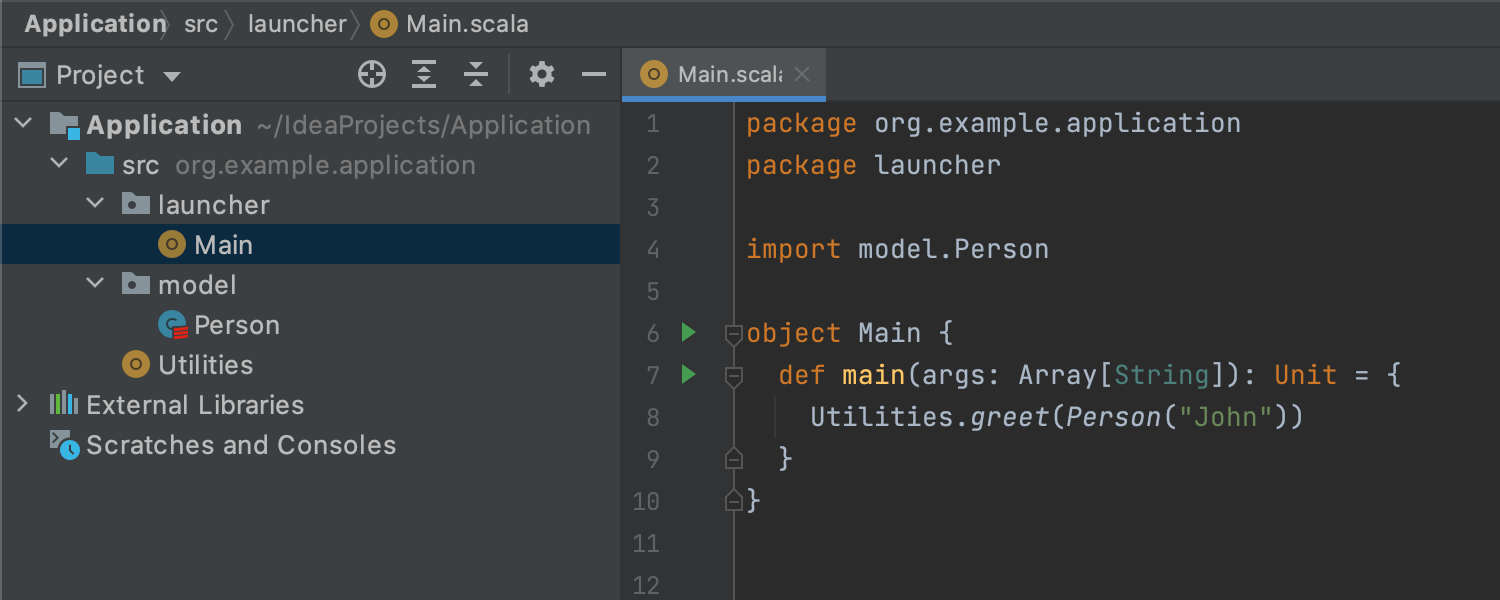 Application src launcher Main.scala
Project
Main.scala
Application ~/IdeaProjects/Application
src org.example.application
launcher
Main
model
Person
Utilities
External Libraries
Scratches and Consoles
1 package org.example.application
2 package launcher
3
4 import model.Person
5
6 object Main {
7 def main(args: Array[String]): Unit = {
8 Utilities.greet(Person("John"))
9 }
10 }
11
12